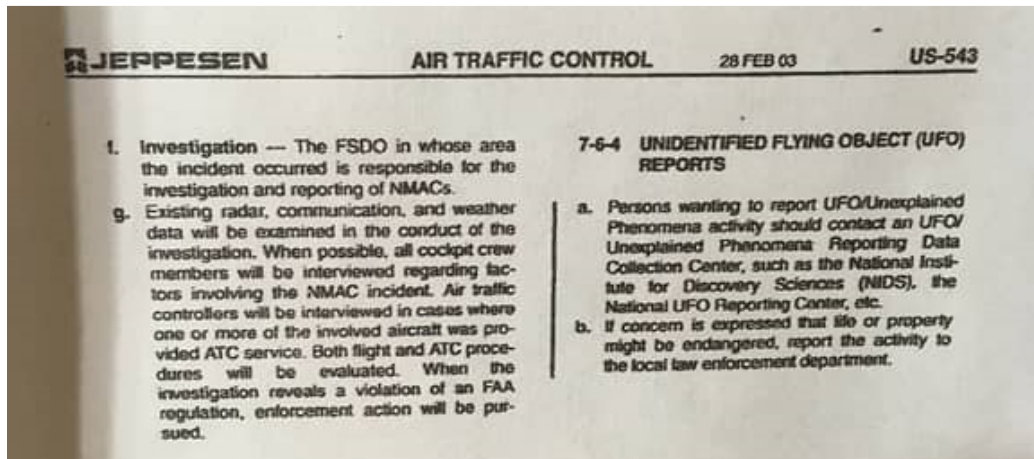 JEPPESEN AIR TRAFFIC CONTROL 28 FEB 03 US-543
f. Investigation — The FSDO in whose area
the incident occurred is responsible for the
investigation and reporting of NMACs.
g. Existing radar, communication, and weather
data will be examined in the conduct of the
investigation. When possible, all cockpit crew
members will be interviewed regarding fac-
tors involving the NMAC incident. Air traffic
controllers will be interviewed in cases where
one or more of the involved aircraft was pro-
vided ATC service. Both flight and ATC proce-
dures will be evaluated. When the
investigation reveals a violation of an FAA
regulation, enforcement action will be pur-
sued.
7-6-4 UNIDENTIFIED FLYING OBJECT (UFO)
REPORTS
a. Persons wanting to report UFO/Unexplained
Phenomena activity should contact an UFO/
Unexplained Phenomena Reporting Data
Collection Center, such as the National Insti-
tute for Discovery Sciences (NIDS), the
National UFO Reporting Center, etc.
b. If concern is expressed that life or property
might be endangered, report the activity to
the local law enforcement department.